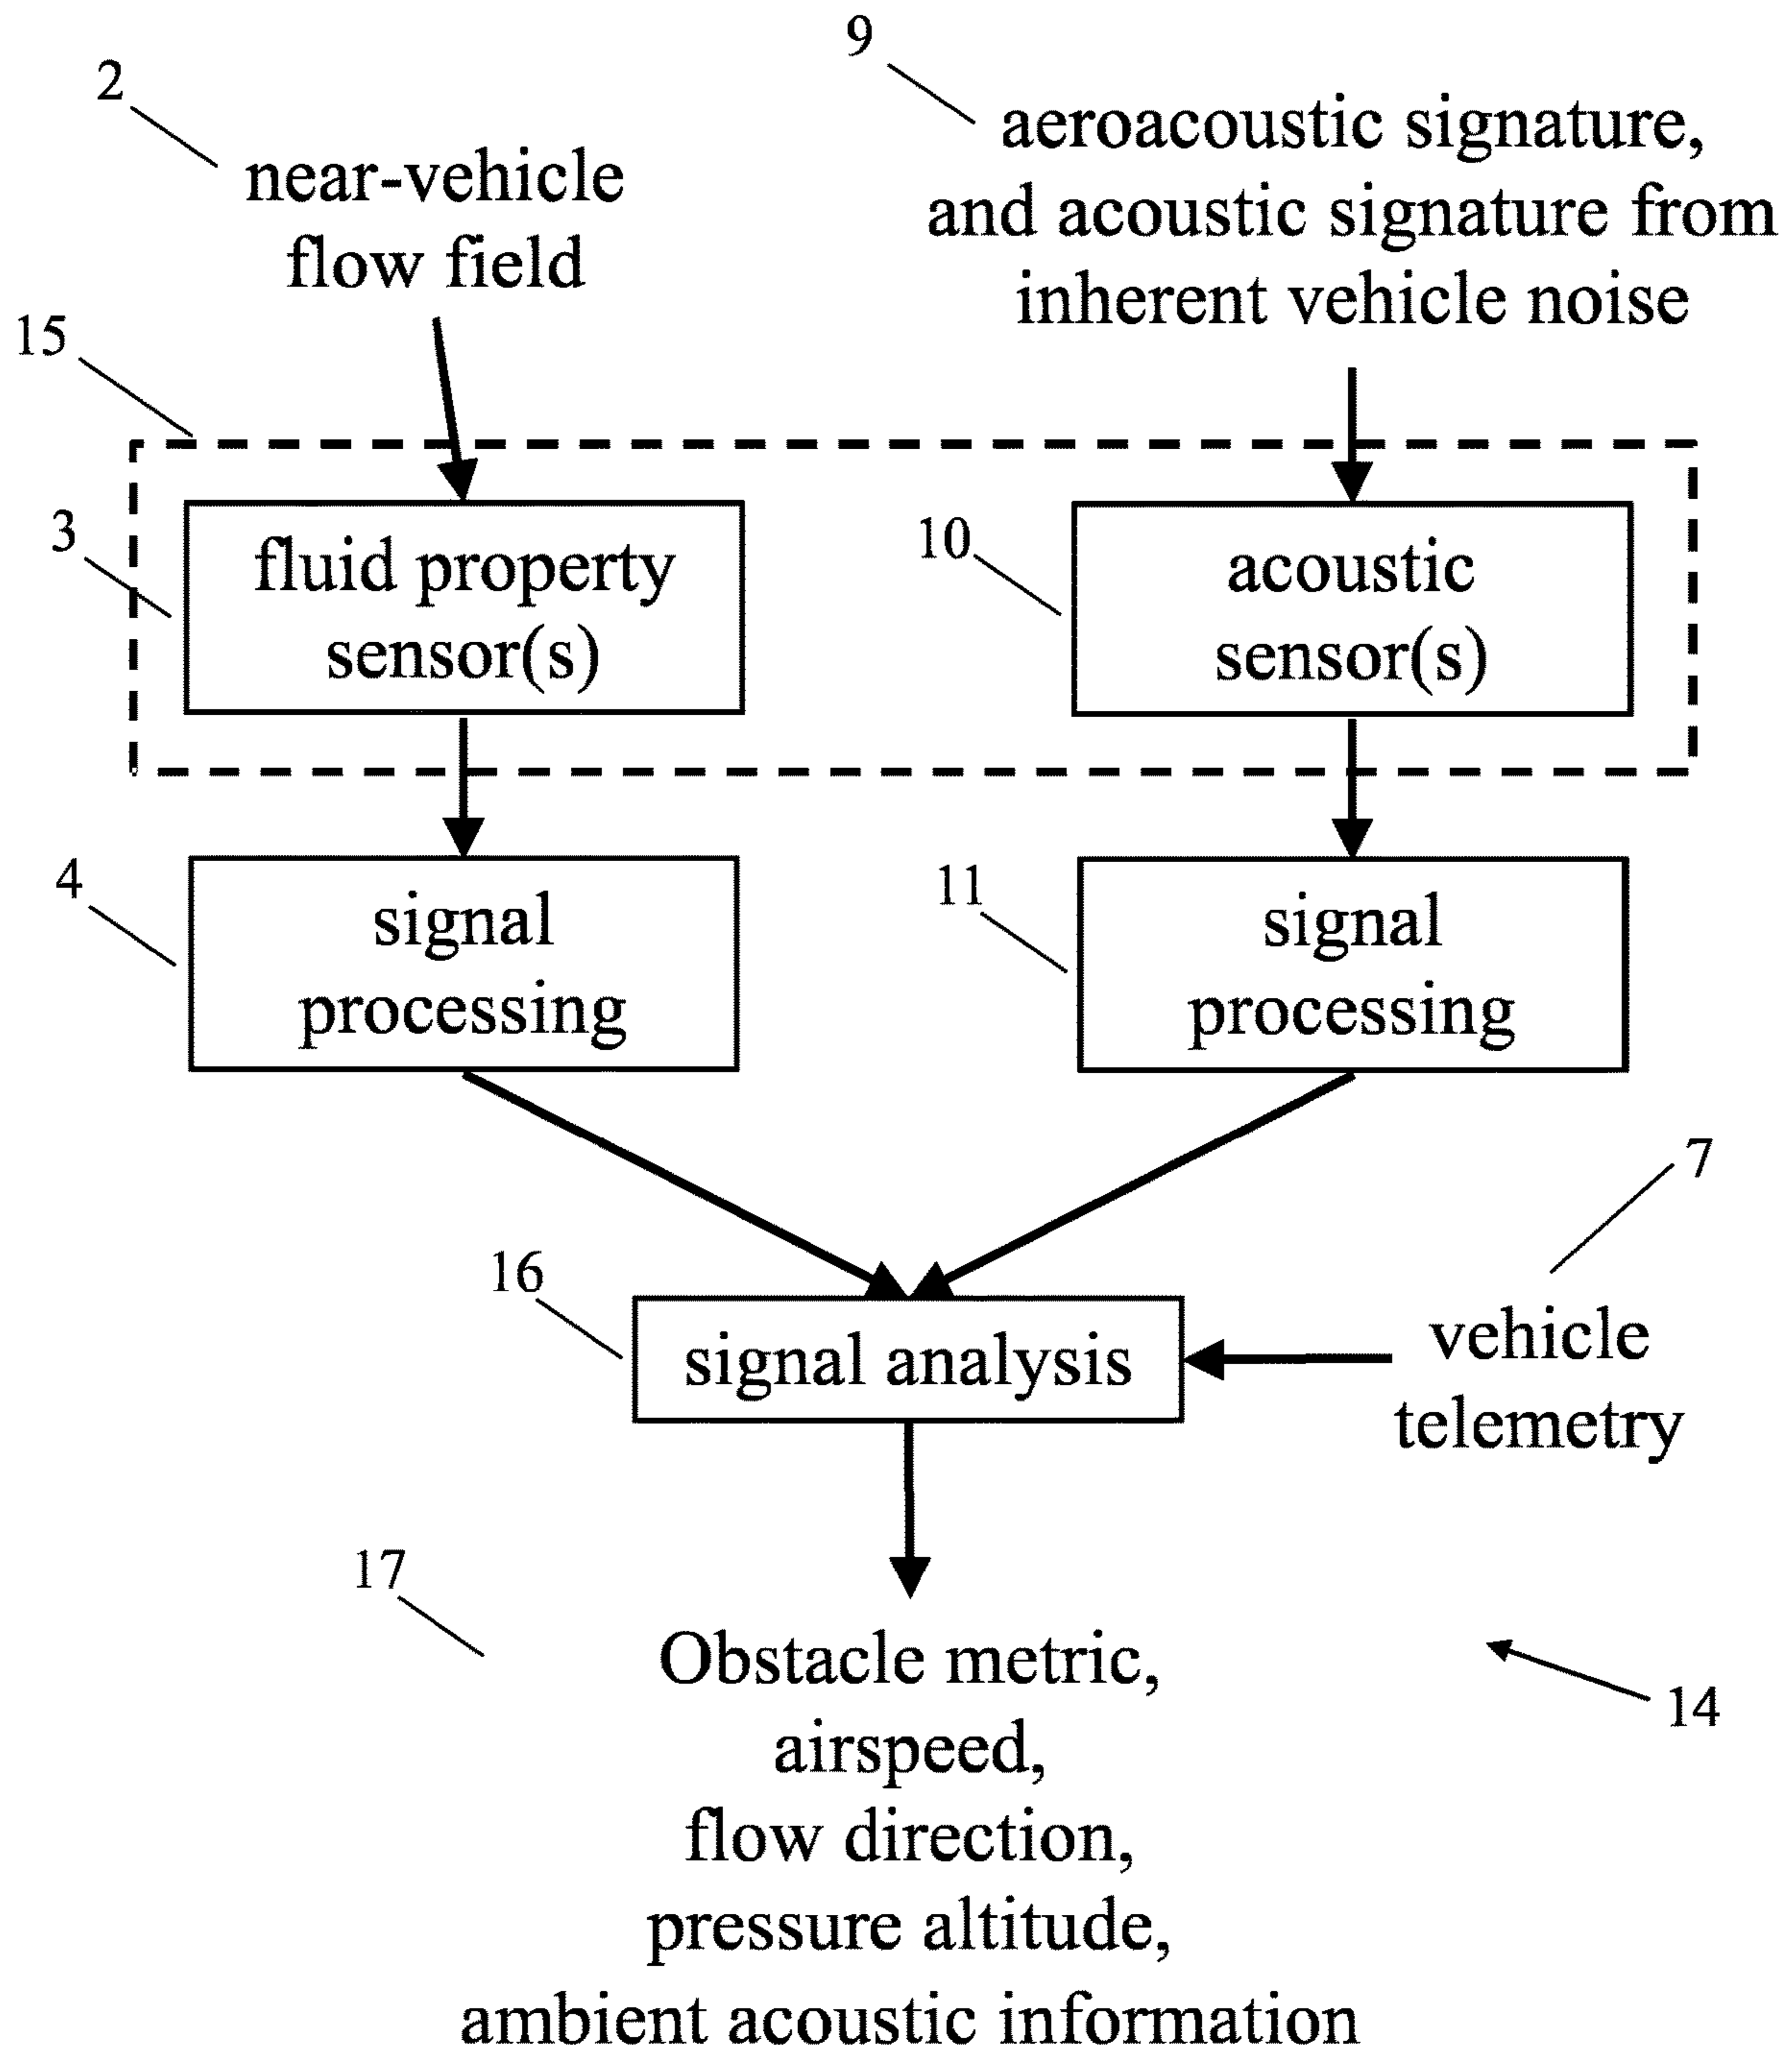 2
near-vehicle
flow field
9
aeroacoustic signature,
and acoustic signature from
inherent vehicle noise
15
3
fluid property
sensor(s)
10
acoustic
sensor(s)
4
signal
processing
11
signal
processing
7
vehicle
telemetry
16
signal analysis
17
Obstacle metric,
airspeed,
flow direction,
pressure altitude,
ambient acoustic information
14